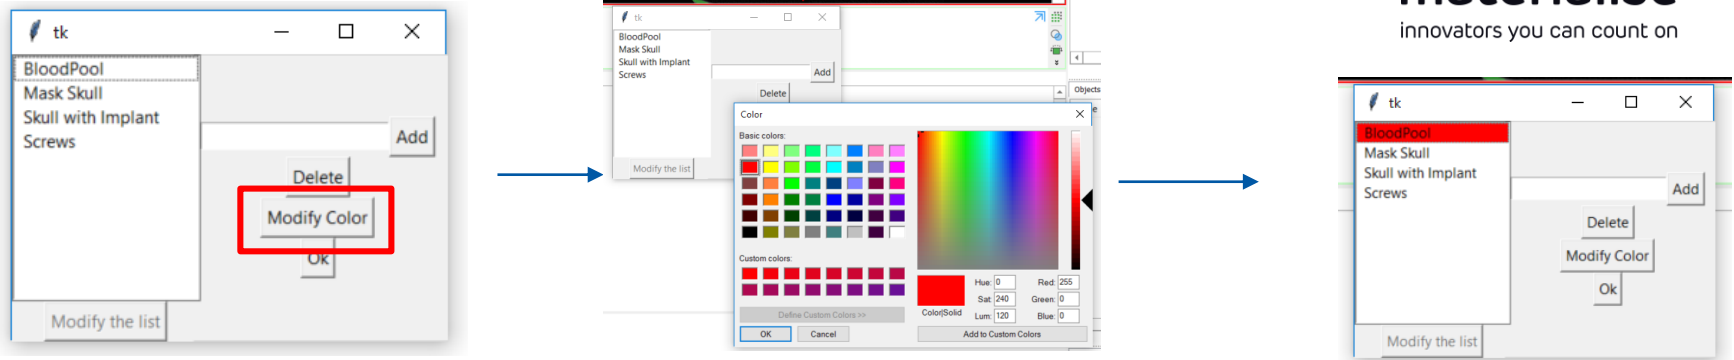 tk
BloodPool
Mask Skull
Skull with Implant
Screws
Add
Delete
Modify Color
Ok
Modify the list
tk
BloodPool
Mask Skull
Skull with Implant
Screws
Add
Delete
Modify the list
Objects
Color
Basic colors:
Custom colors:
Define Custom Colors >>
OK Cancel
Color|Solid
Hue: 0 Red: 255
Sat: 240 Green: 0
Lum: 120 Blue: 0
Add to Custom Colors
innovators you can count on
tk
BloodPool
Mask Skull
Skull with Implant
Screws
Add
Delete
Modify Color
Ok
Modify the list